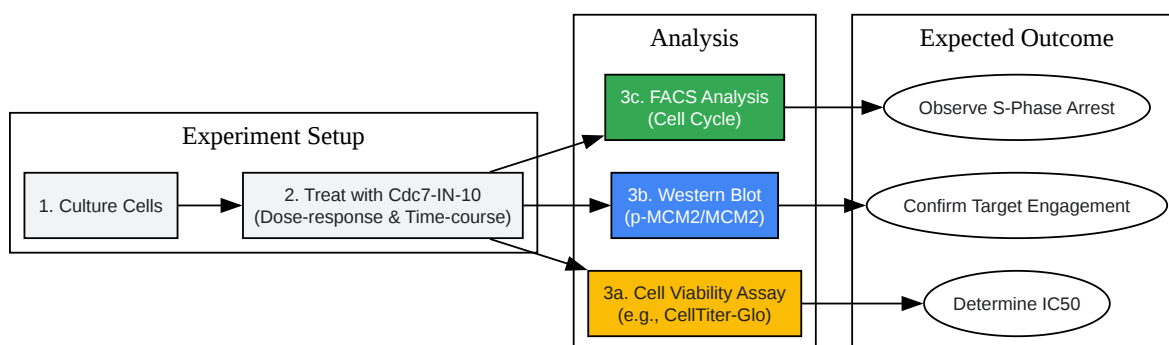 Experiment Setup
1. Culture Cells
2. Treat with Cdc7-IN-10
(Dose-response & Time-course)
Analysis
3c. FACS Analysis
(Cell Cycle)
3b. Western Blot
(p-MCM2/MCM2)
3a. Cell Viability Assay
(e.g., CellTiter-Glo)
Expected Outcome
Observe S-Phase Arrest
Confirm Target Engagement
Determine IC50